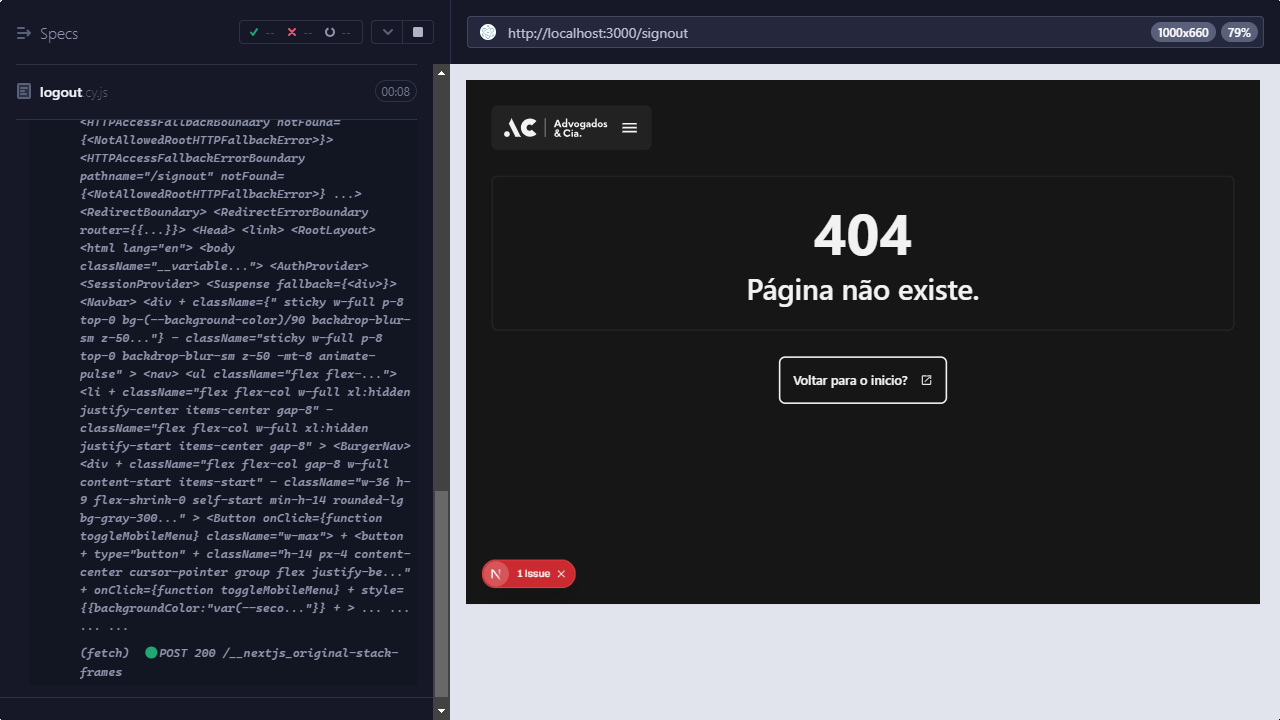 Specs
--
--
--
logout cy.js
00:08
<HTTPAccessFallbackBoundary notFound=
{<NotAllowedRootHTTPFallbackError>}>
<HTTPAccessFallbackErrorBoundary
pathname="/signout" notFound=
{<NotAllowedRootHTTPFallbackError>} ...>
<RedirectBoundary> <RedirectErrorBoundary
router={{...}}> <Head> <link> <RootLayout>
<html lang="en"> <body
className="__variable..."> <AuthProvider>
<SessionProvider> <Suspense fallback={<div>}>
<Navbar> <div + className={" sticky w-full p-8
top-0 bg-(--background-color)/90 backdrop-blur-
sm z-50..."} - className="sticky w-full p-8
top-0 backdrop-blur-sm z-50 -mt-8 animate-
pulse" > <nav> <ul className="flex flex-...">
<li + className="flex flex-col w-full xl:hidden
justify-center items-center gap-8" -
className="flex flex-col w-full xl:hidden
justify-start items-center gap-8" > <BurgerNav>
<div + className="flex flex-col gap-8 w-full
content-start items-start" - className="w-36 h-
9 flex-shrink-0 self-start min-h-14 rounded-lg
bg-gray-300..." > <Button onClick={function
toggleMobileMenu} className="w-max"> + <button
+ type="button" + className="h-14 px-4 content-
center cursor-pointer group flex justify-be..."
+ onClick={function toggleMobileMenu} + style=
{{backgroundColor:"var(--seco..."}} + > ... ...
... ...
(fetch) POST 200 /__nextjs_original-stack-
frames
http://localhost:3000/signout
1000x660
79%
AC
Advogados
& Cia.
404
Página não existe.
Voltar para o inicio?
N
1 Issue